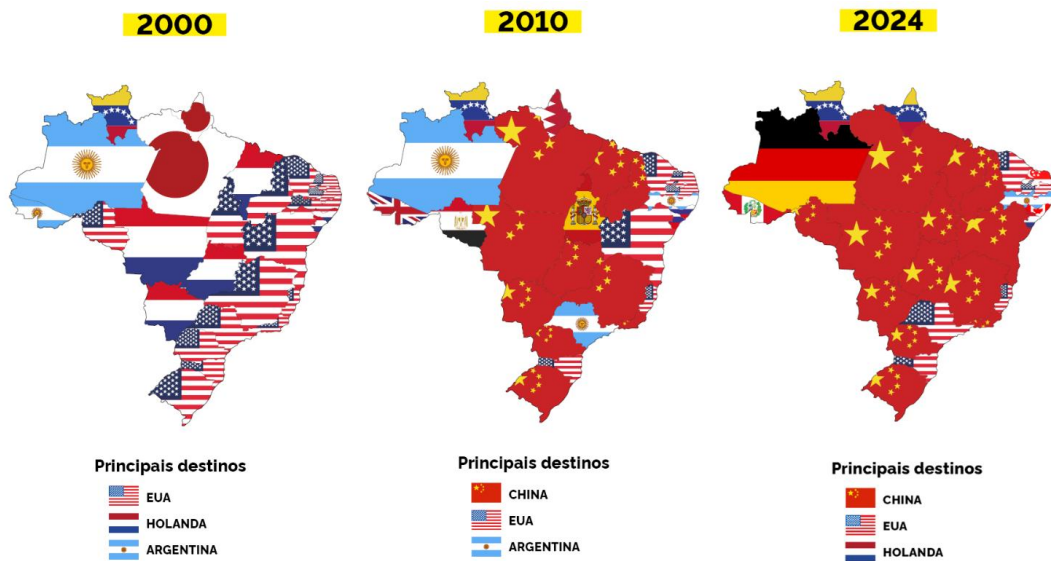 2000
2010
2024
Principais destinos
EUA
HOLANDA
ARGENTINA
Principais destinos
CHINA
EUA
ARGENTINA
Principais destinos
CHINA
EUA
HOLANDA